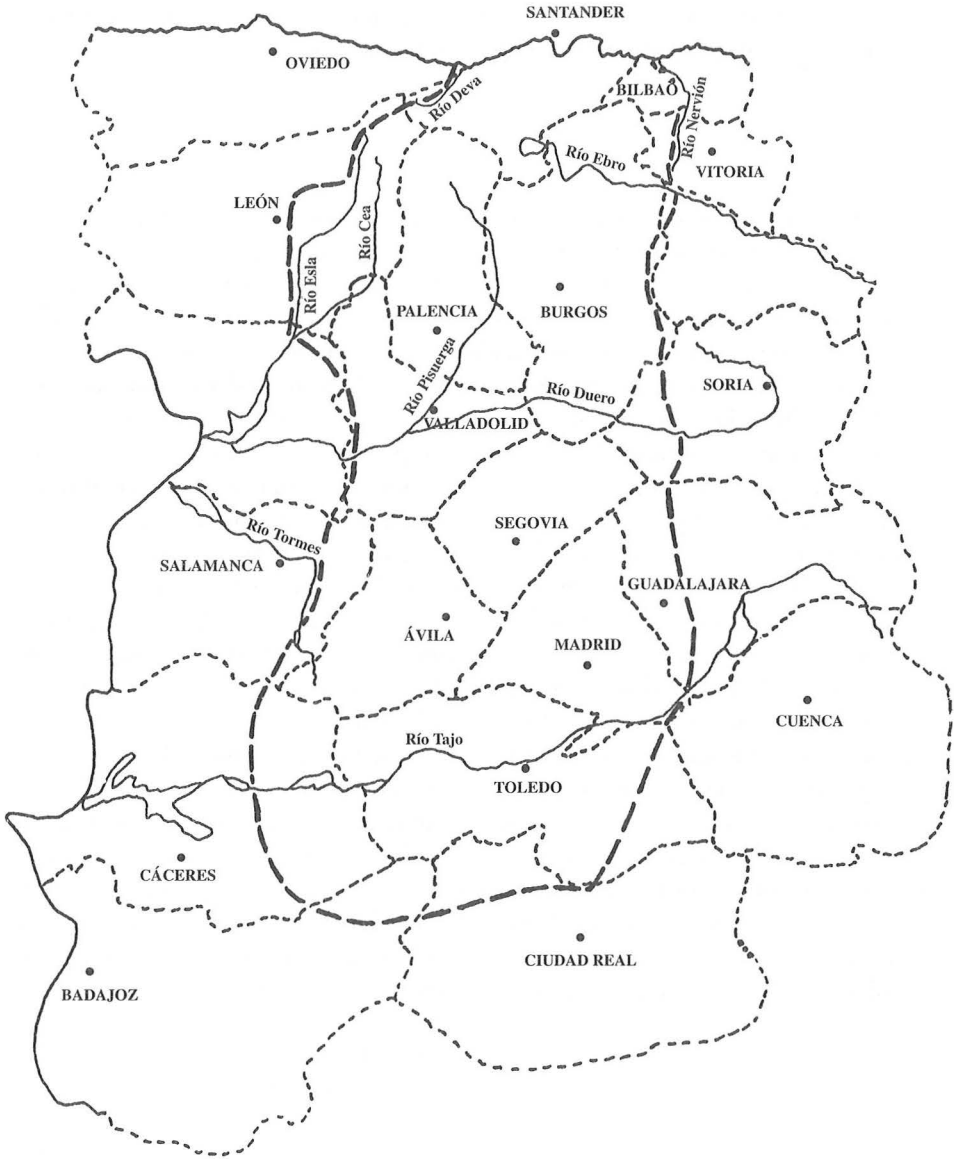 SANTANDER
OVIEDO
Río Deva
BILBAO
Río Nervión
Río Ebro
VITORIA
LEÓN
Río Cea
Río Esla
PALENCIA
BURGOS
Río Pisuerga
SORIA
Río Duero
VALLADOLID
SEGOVIA
Río Tormes
SALAMANCA
GUADALAJARA
ÁVILA
MADRID
CUENCA
Río Tajo
TOLEDO
CÁCERES
CIUDAD REAL
BADAJOZ